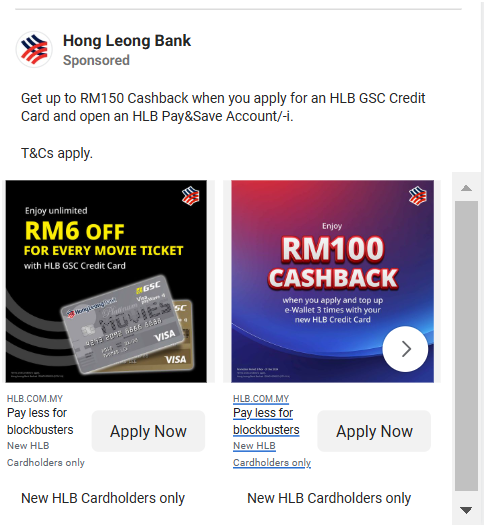 Hong Leong Bank
Sponsored
Get up to RM150 Cashback when you apply for an HLB GSC Credit
Card and open an HLB Pay&Save Account/-i.
T&Cs apply.
Enjoy unlimited
RM6 OFF
FOR EVERY MOVIE TICKET
with HLB GSC Credit Card
HongLeong Bank
GSC
Platinum
MOVIES
VISA
VISA
Enjoy
RM100
CASHBACK
when you apply and top up
e-Wallet 3 times with your
new HLB Credit Card
HLB.COM.MY
Pay less for
blockbusters
New HLB
Cardholders only
Apply Now
New HLB Cardholders only
HLB.COM.MY
Pay less for
blockbusters
New HLB
Cardholders only
Apply Now
New HLB Cardholders only